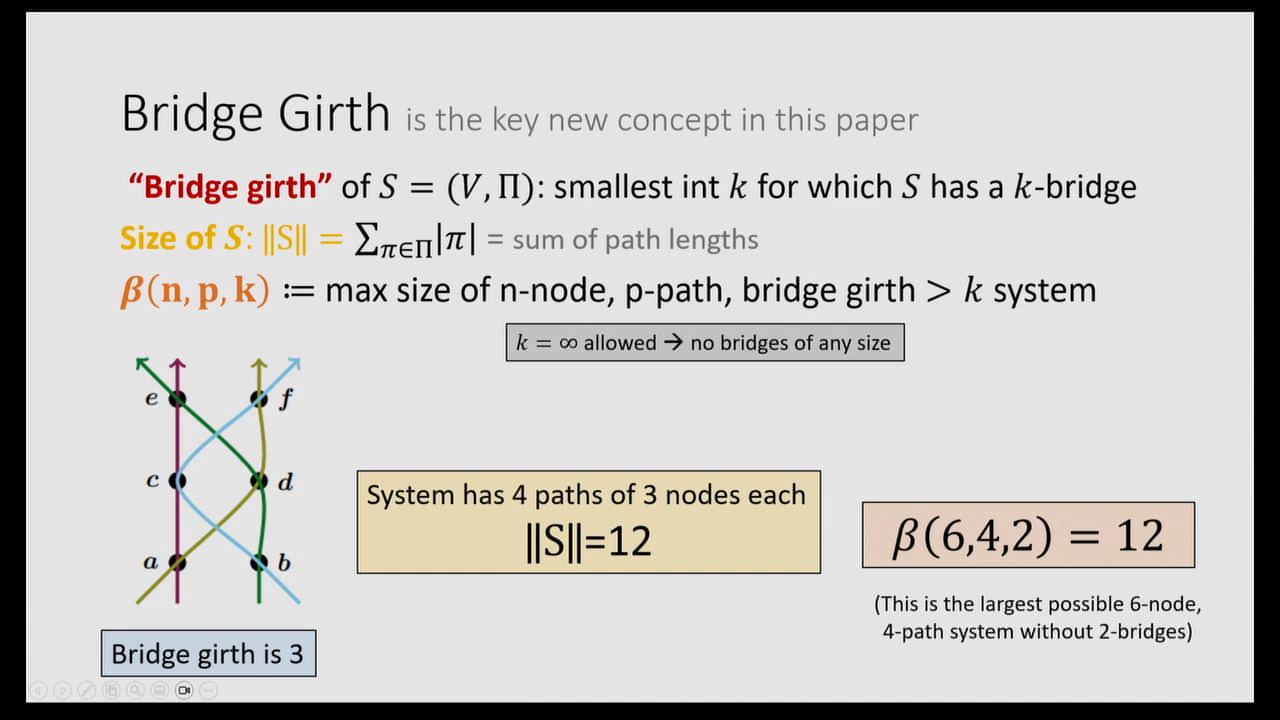 Bridge Girth is the key new concept in this paper
“Bridge girth” of S = (V, Π): smallest int k for which S has a k-bridge
Size of S: ‖S‖ = ∑π∈Π|π| = sum of path lengths
β(n, p, k) ≔ max size of n-node, p-path, bridge girth > k system
k = ∞ allowed → no bridges of any size
e
f
c
d
a
b
System has 4 paths of 3 nodes each
‖S‖=12
β(6,4,2) = 12
(This is the largest possible 6-node,
4-path system without 2-bridges)
Bridge girth is 3